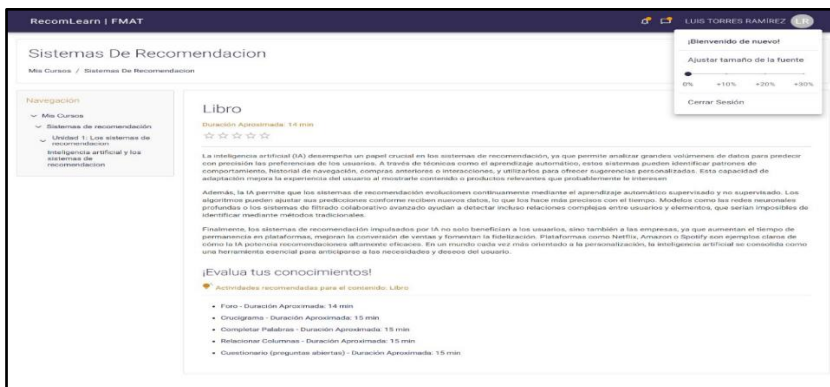 RecomLearn | FMAT
LUIS TORRES RAMÍREZ LR
¡Bienvenido de nuevo!
Ajustar tamaño de la fuente
0% +10% +20% +30%
Cerrar Sesión
Sistemas De Recomendacion
Mis Cursos / Sistemas De Recomendacion
Navegación
Mis Cursos
Sistemas de recomendación
Unidad 1: Los sistemas de
recomendacion
Inteligencia artificial y los
sistemas de
recomendacion
Libro
Duración Aproximada: 14 min
La inteligencia artificial (IA) desempeña un papel crucial en los sistemas de recomendación, ya que permite analizar grandes volúmenes de datos para predecir
con precisión las preferencias de los usuarios. A través de técnicas como el aprendizaje automático, estos sistemas pueden identificar patrones de
comportamiento, historial de navegación, compras anteriores o interacciones, y utilizarlos para ofrecer sugerencias personalizadas. Esta capacidad de
adaptación mejora la experiencia del usuario al mostrarle contenido o productos relevantes que probablemente le interesen.
Además, la IA permite que los sistemas de recomendación evolucionen continuamente mediante el aprendizaje automático supervisado y no supervisado. Los
algoritmos pueden ajustar sus predicciones conforme reciben nuevos datos, lo que los hace más precisos con el tiempo. Modelos como las redes neuronales
profundas o los sistemas de filtrado colaborativo avanzado ayudan a detectar incluso relaciones complejas entre usuarios y elementos, que serían imposibles de
identificar mediante métodos tradicionales.
Finalmente, los sistemas de recomendación impulsados por IA no solo benefician a los usuarios, sino también a las empresas, ya que aumentan el tiempo de
permanencia en plataformas, mejoran la conversión de ventas y fomentan la fidelización. Plataformas como Netflix, Amazon o Spotify son ejemplos claros de
cómo la IA potencia recomendaciones altamente eficaces. En un mundo cada vez más orientado a la personalización, la inteligencia artificial se consolida como
una herramienta esencial para anticiparse a las necesidades y deseos del usuario.
¡Evalua tus conocimientos!
Actividades recomendadas para el contenido: Libro
• Foro - Duración Aproximada: 14 min
• Crucigrama - Duración Aproximada: 15 min
• Completar Palabras - Duración Aproximada: 15 min
• Relacionar Columnas - Duración Aproximada: 15 min
• Cuestionario (preguntas abiertas) - Duración Aproximada: 15 min